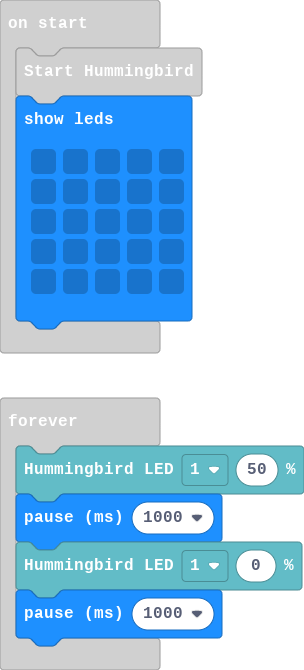 on start
Start Hummingbird
show leds
forever
Hummingbird LED 1 50 %
pause (ms) 1000
Hummingbird LED 1 0 %
pause (ms) 1000